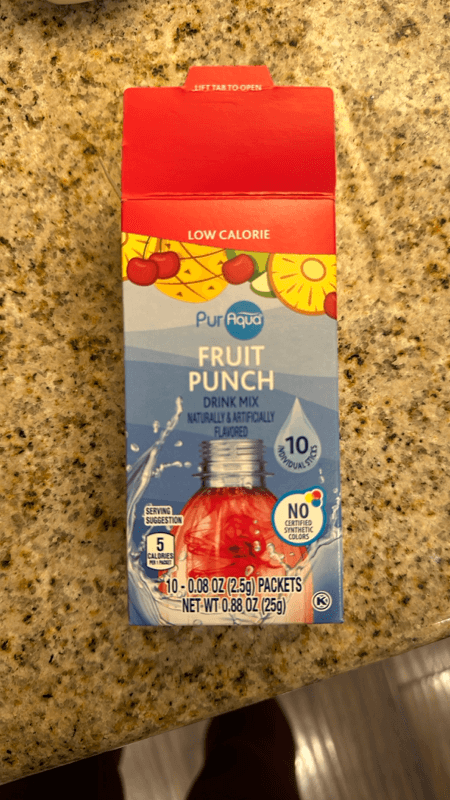 LIFT TAB TO OPEN
LOW CALORIE
PurAqua
FRUIT
PUNCH
DRINK MIX
NATURALLY & ARTIFICIALLY
FLAVORED
10
INDIVIDUAL STICKS
SERVING
SUGGESTION
NO
CERTIFIED
SYNTHETIC
COLORS
5
CALORIES
PER 1 PACKET
10 - 0.08 OZ (2.5g) PACKETS
NET WT 0.88 OZ (25g)
K